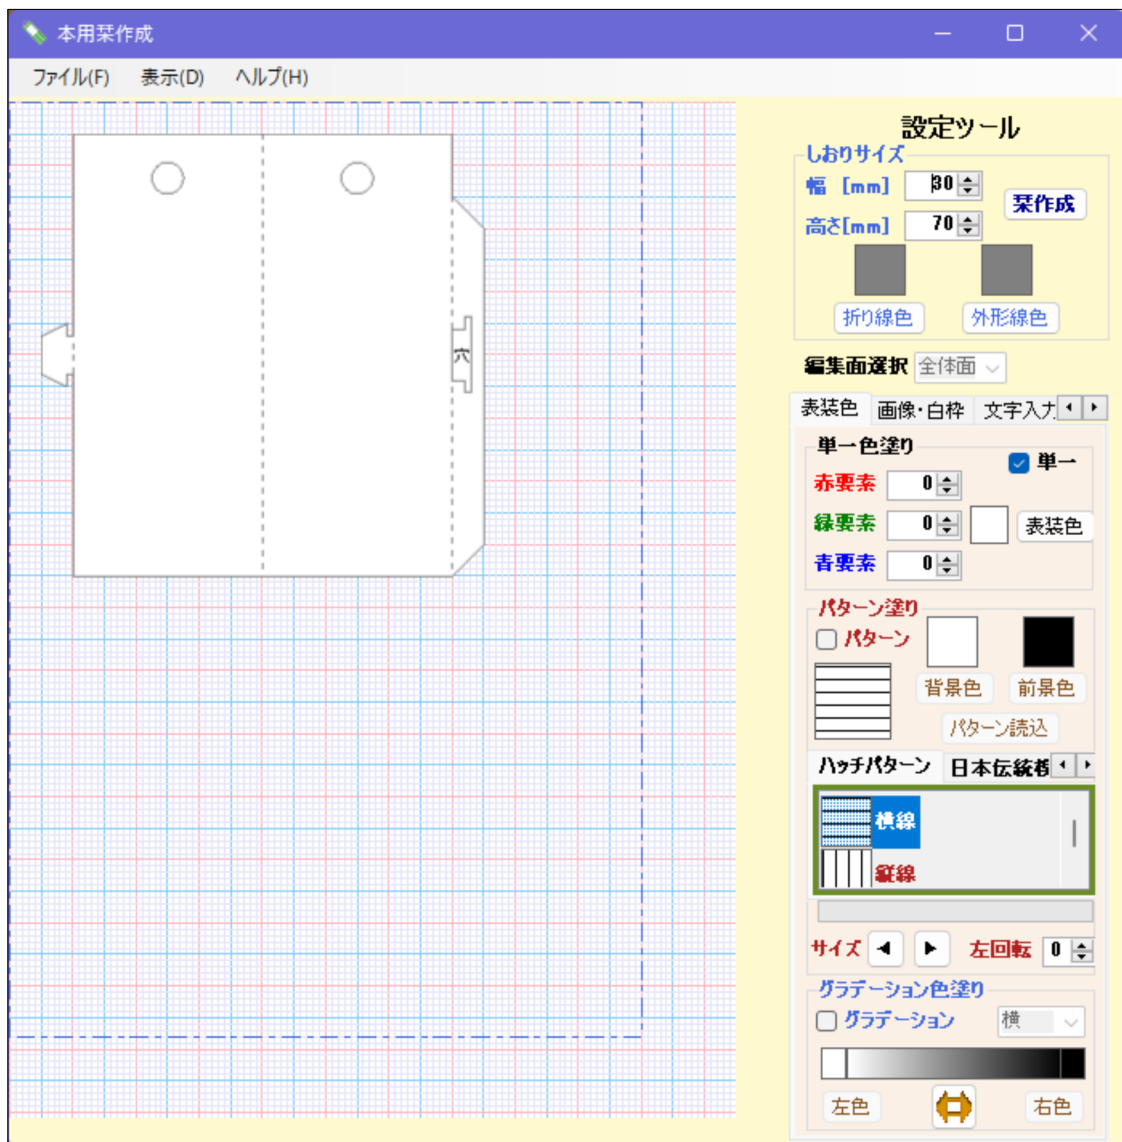 本用栞作成
ファイル(F) 表示(D) ヘルプ(H)
穴
設定ツール
しおりサイズ
幅 [mm] 30
栞作成
高さ[mm] 70
折り線色 外形線色
編集面選択 全体面
表装色 画像・白枠 文字入力
単一色塗り
単一
赤要素 0
緑要素 0
表装色
青要素 0
パターン塗り
パターン
背景色 前景色
パターン読込
ハッチパターン 日本伝統
横線
縦線
サイズ 左回転 0
グラデーション色塗り
グラデーション 横
左色 右色